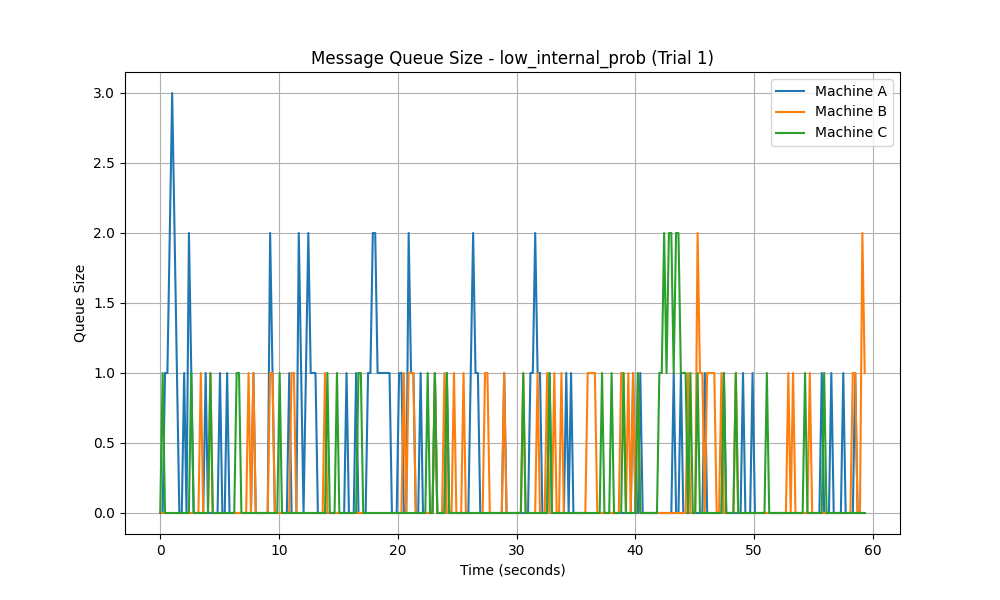 Message Queue Size - low_internal_prob (Trial 1)
Machine A
Machine B
Machine C
3.0
2.5
2.0
1.5
1.0
0.5
0.0
Queue Size
0 10 20 30 40 50 60
Time (seconds)